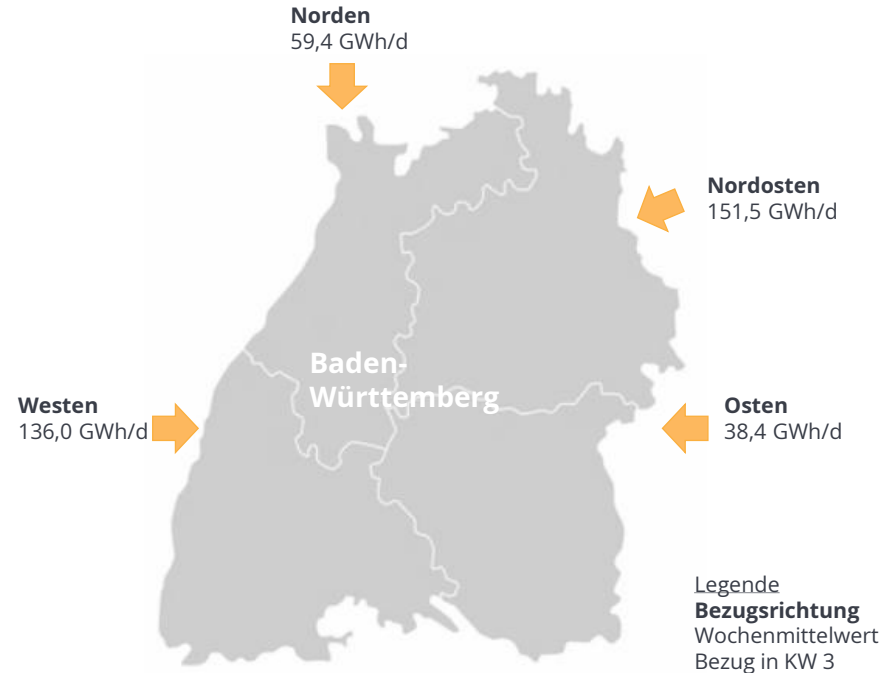 Norden
59,4 GWh/d
Nordosten
151,5 GWh/d
Baden-
Württemberg
Westen
136,0 GWh/d
Osten
38,4 GWh/d
Legende
Bezugsrichtung
Wochenmittelwert
Bezug in KW 3